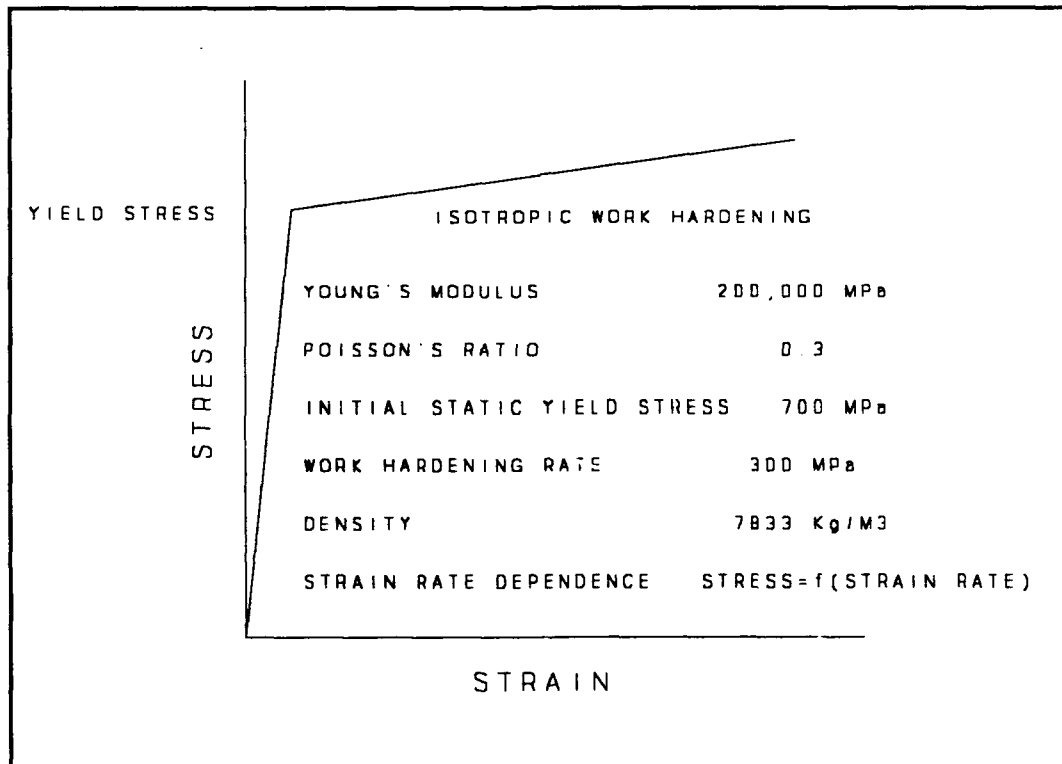 YIELD STRESS
ISOTROPIC WORK HARDENING
YOUNG'S MODULUS 200,000 MPa
POISSON'S RATIO 0.3
INITIAL STATIC YIELD STRESS 700 MPa
WORK HARDENING RATE 300 MPa
DENSITY 7833 Kg/M3
STRAIN RATE DEPENDENCE STRESS=f(STRAIN RATE)
STRESS
STRAIN